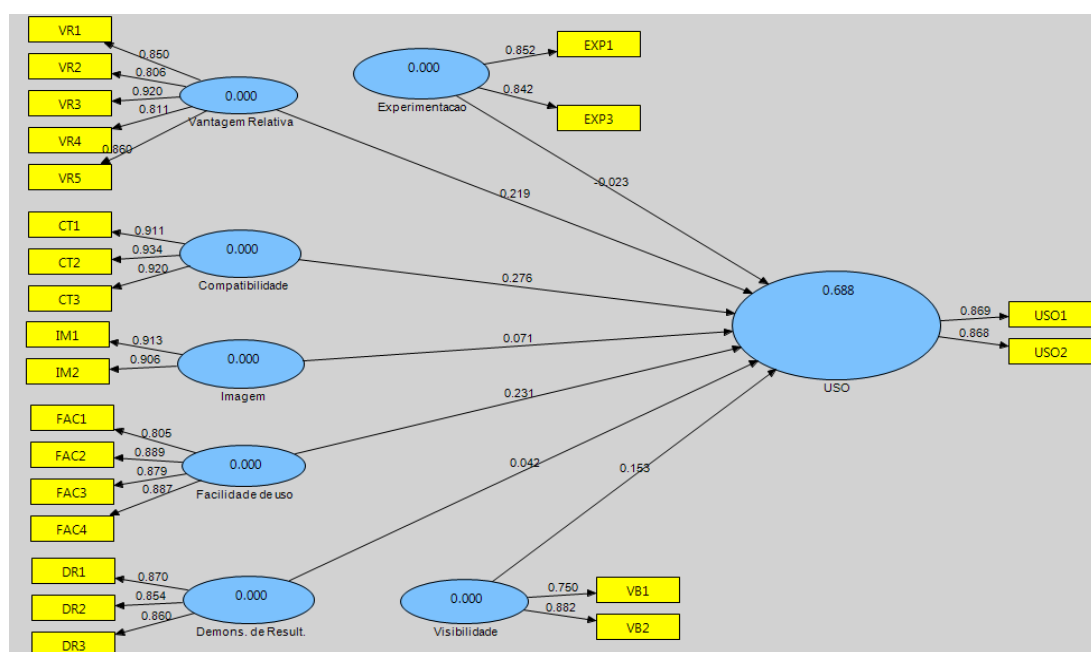 VR1
0.850
VR2
0.806
VR3
0.920
VR4
0.811
VR5
0.860
0.000
Vantagem Relativa
0.219
0.000
Experimentacao
0.852
EXP1
0.842
EXP3
-0.023
CT1
0.911
CT2
0.934
CT3
0.920
0.000
Compatibilidade
0.276
IM1
0.913
IM2
0.906
0.000
Imagem
0.071
FAC1
0.805
FAC2
0.889
FAC3
0.879
FAC4
0.887
0.000
Facilidade de uso
0.231
DR1
0.870
DR2
0.854
DR3
0.860
0.000
Demons. de Result.
0.042
0.000
Visibilidade
0.750
VB1
0.882
VB2
0.153
0.688
USO
0.869
USO1
0.868
USO2